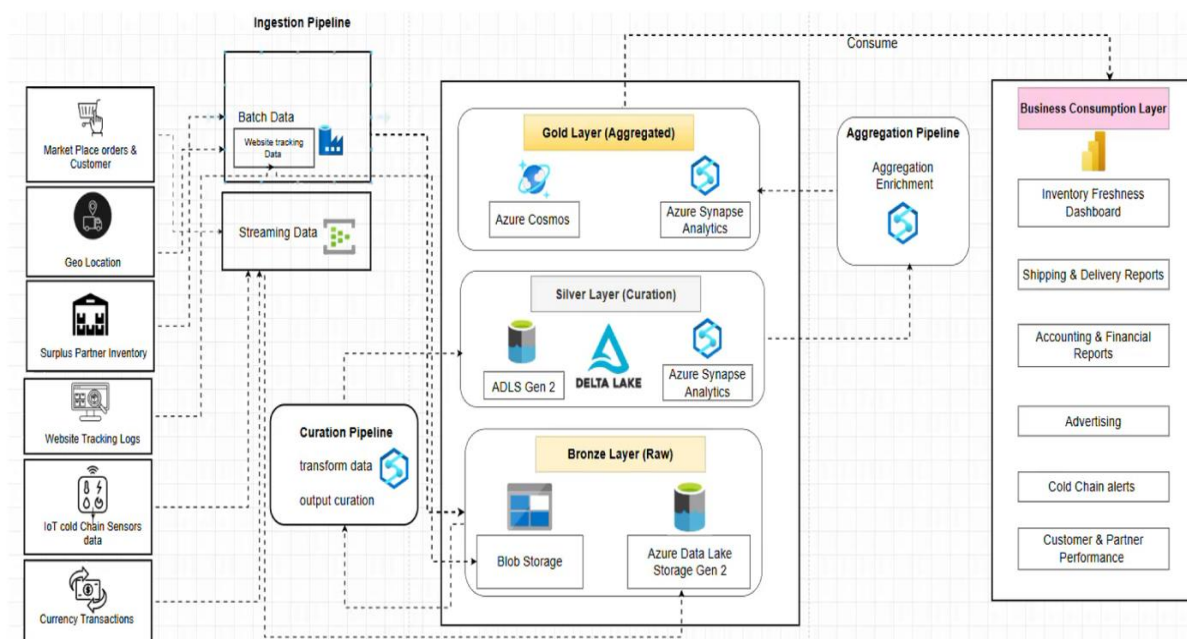 Ingestion Pipeline
Market Place orders &
Customer
Geo Location
Surplus Partner Inventory
Website Tracking Logs
IoT cold Chain Sensors
data
Currency Transactions
Batch Data
Website tracking
Data
Streaming Data
Curation Pipeline
transform data
output curation
Gold Layer (Aggregated)
Azure Cosmos
Azure Synapse
Analytics
Silver Layer (Curation)
ADLS Gen 2
DELTA LAKE
Azure Synapse
Analytics
Bronze Layer (Raw)
Blob Storage
Azure Data Lake
Storage Gen 2
Consume
Aggregation Pipeline
Aggregation
Enrichment
Business Consumption Layer
Inventory Freshness
Dashboard
Shipping & Delivery Reports
Accounting & Financial
Reports
Advertising
Cold Chain alerts
Customer & Partner
Performance